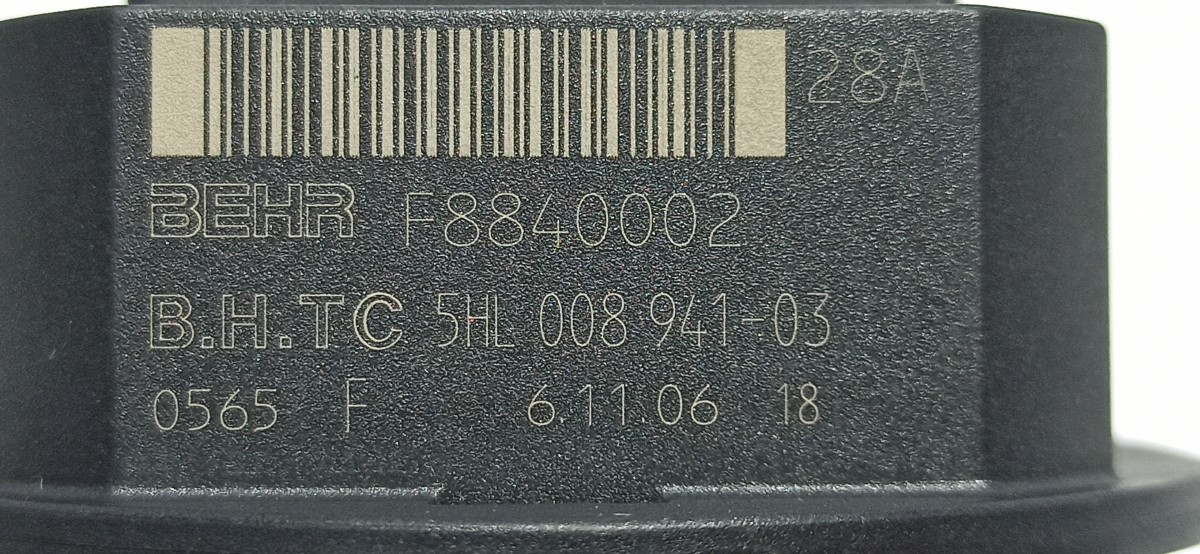 28A
BEHR F8840002
B.H.TC 5HL 008 941-03
0565 F 6.11.06 18